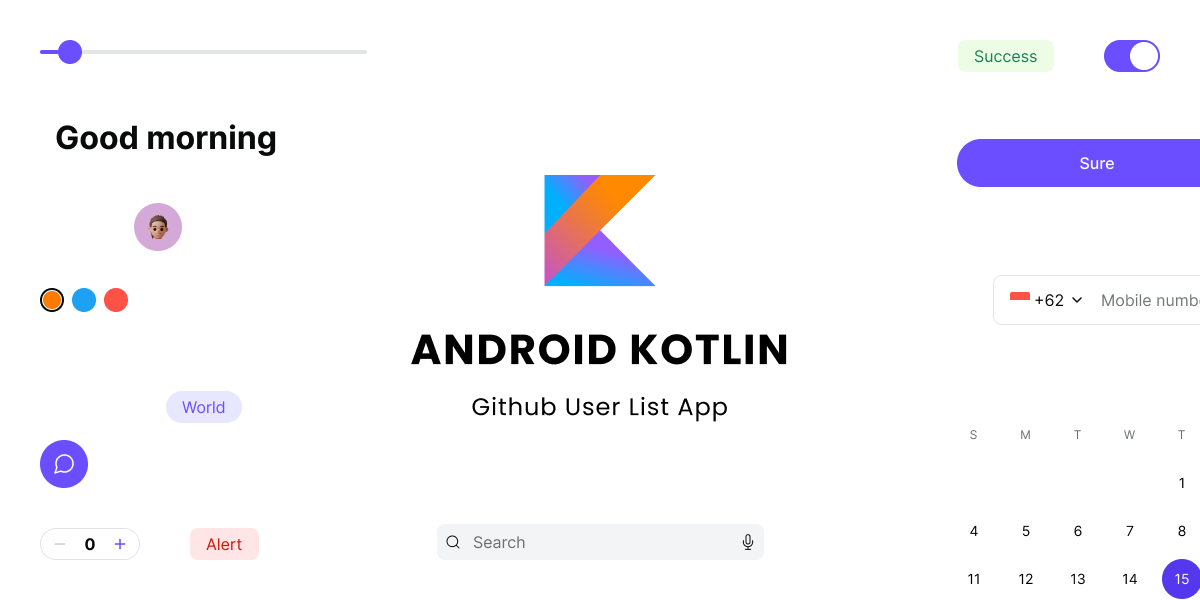 Success
Good morning
Sure
+62 Mobile numb
ANDROID KOTLIN
World
Github User List App
S M T W T
1
4 5 6 7 8
0
Alert
Search
11 12 13 14 15